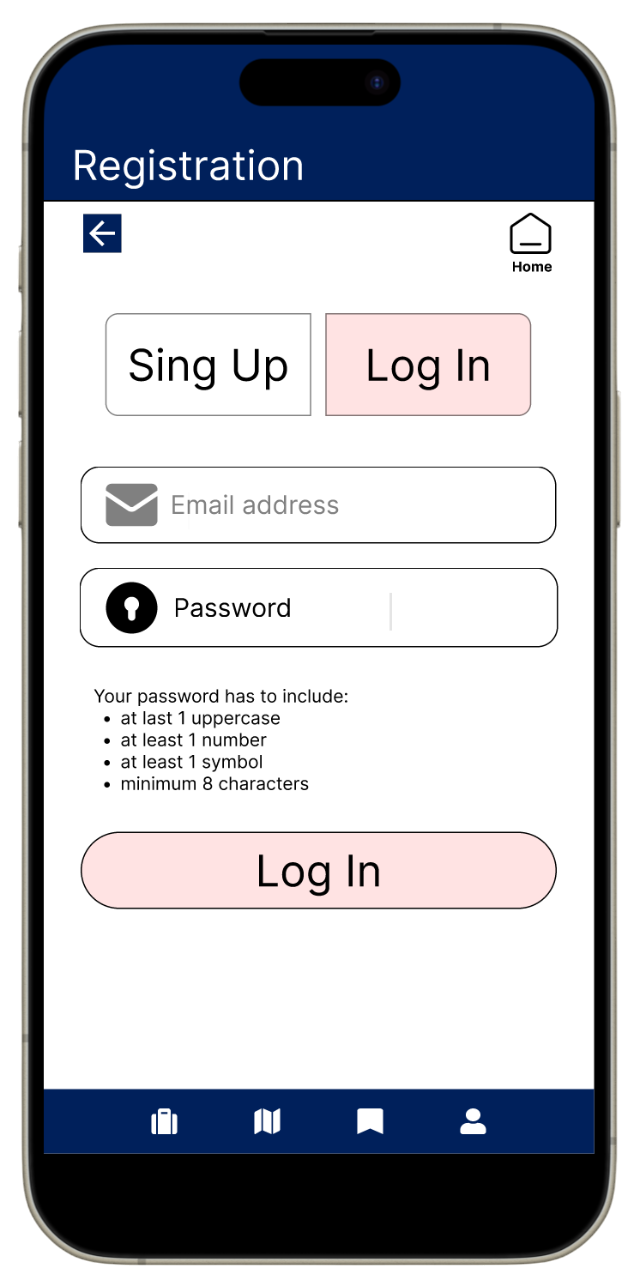 Registration
Home
Sing Up
Log In
Email address
Password
Your password has to include:
• at last 1 uppercase
• at least 1 number
• at least 1 symbol
• minimum 8 characters
Log In